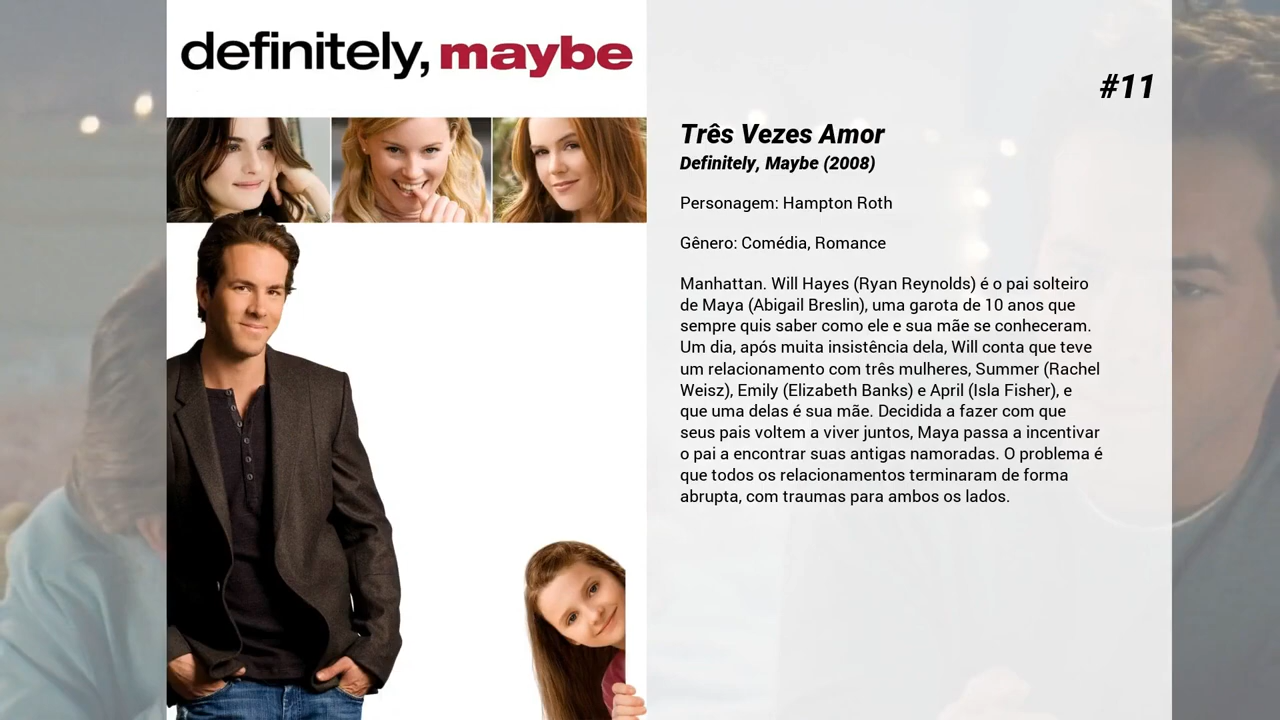 definitely, maybe
#11
Três Vezes Amor
Definitely, Maybe (2008)
Personagem: Hampton Roth
Gênero: Comédia, Romance
Manhattan. Will Hayes (Ryan Reynolds) é o pai solteiro
de Maya (Abigail Breslin), uma garota de 10 anos que
sempre quis saber como ele e sua mãe se conheceram.
Um dia, após muita insistência dela, Will conta que teve
um relacionamento com três mulheres, Summer (Rachel
Weisz), Emily (Elizabeth Banks) e April (Isla Fisher), e
que uma delas é sua mãe. Decidida a fazer com que
seus pais voltem a viver juntos, Maya passa a incentivar
o pai a encontrar suas antigas namoradas. O problema é
que todos os relacionamentos terminaram de forma
abrupta, com traumas para ambos os lados.